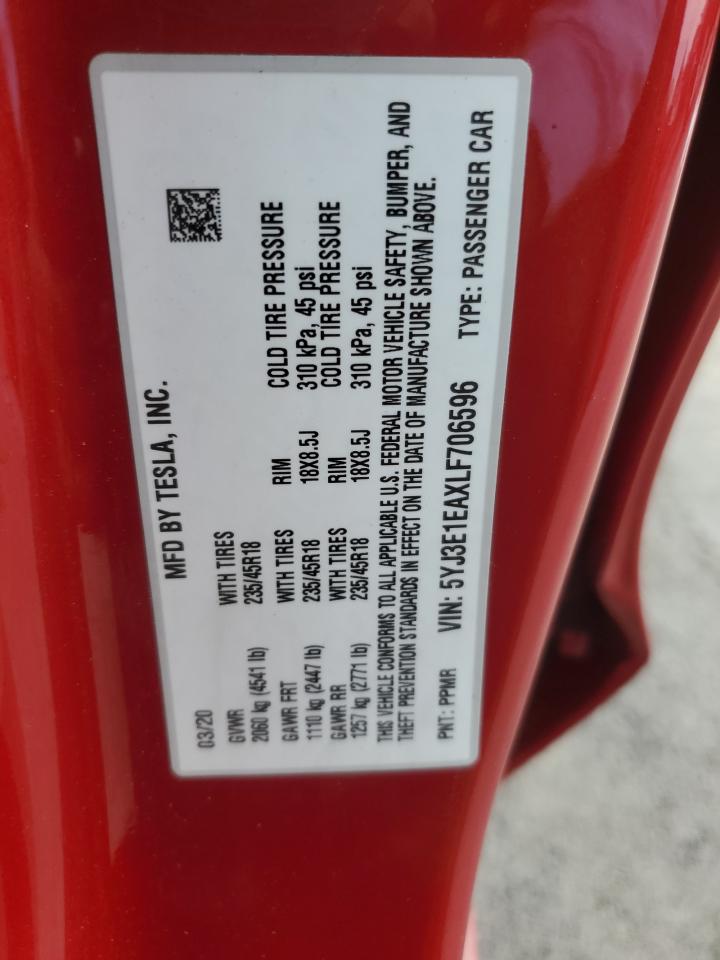 MFD BY TESLA, INC.
03/20
GVWR WITH TIRES
2060 kg (4541 lb) 235/45R18
GAWR FRT WITH TIRES RIM COLD TIRE PRESSURE
1110 kg (2447 lb) 235/45R18 18X8.5J 310 kPa, 45 psi
GAWR RR WITH TIRES RIM COLD TIRE PRESSURE
1257 kg (2771 lb) 235/45R18 18X8.5J 310 kPa, 45 psi
THIS VEHICLE CONFORMS TO ALL APPLICABLE U.S. FEDERAL MOTOR VEHICLE SAFETY, BUMPER, AND
THEFT PREVENTION STANDARDS IN EFFECT ON THE DATE OF MANUFACTURE SHOWN ABOVE.
PNT: PPMR VIN: 5YJ3E1EAXLF706596 TYPE: PASSENGER CAR